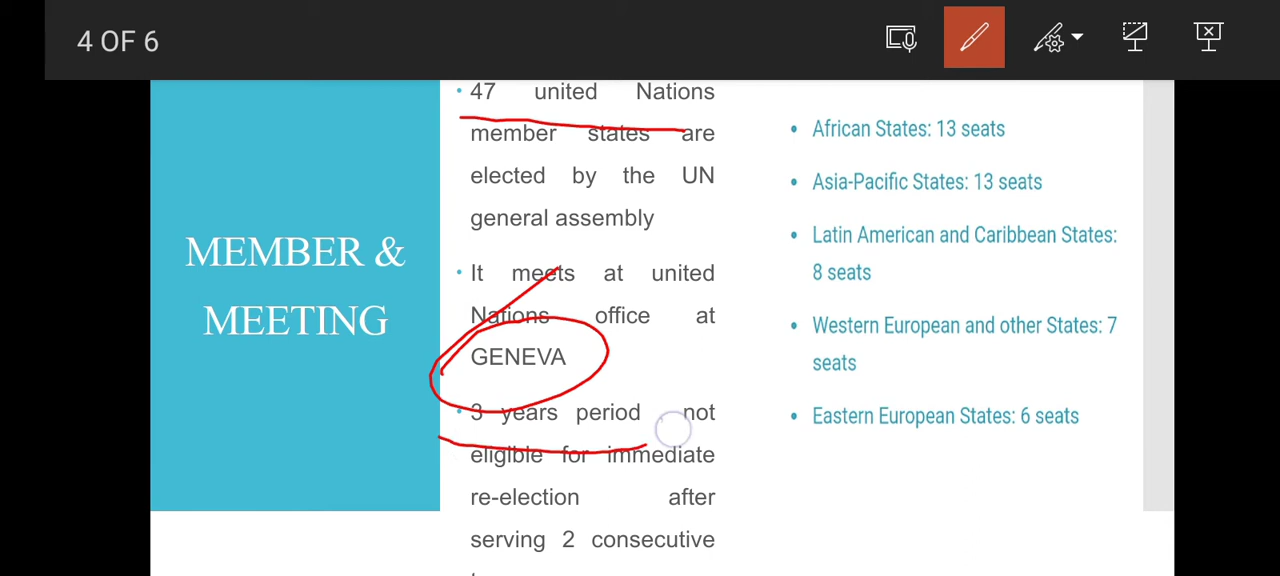 4 OF 6
MEMBER &
MEETING
• 47 united Nations
member states are
elected by the UN
general assembly
• It meets at united
Nations office at
GENEVA
• 3 years period not
eligible for immediate
re-election after
serving 2 consecutive
• African States: 13 seats
• Asia-Pacific States: 13 seats
• Latin American and Caribbean States:
8 seats
• Western European and other States: 7
seats
• Eastern European States: 6 seats